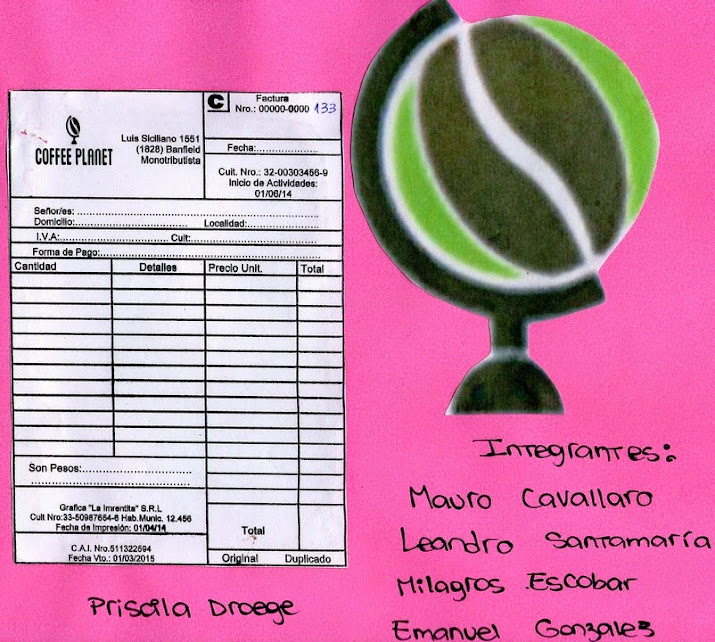 C
Factura
Nro.: 00000-0000 133
COFFEE PLANET
Luis Siciliano 1551
(1828) Banfield
Monotributista
Fecha:..................
Cuit. Nro.: 32-00303456-9
Inicio de Actividades:
01/06/14
Señor/es: ..................
Domicilio:.................. Localidad:..................
I.V.A:.................. Cuit:..................
Forma de Pago:..................
Cantidad Detalles Precio Unit. Total
Son Pesos:..................
Grafica "La Imrentita" S.R.L
Cuit Nro:33-50987654-6 Hab.Munic. 12.456
Fecha de Impresión: 01/04/14
Total
C.A.I. Nro.511322594
Fecha Vto.: 01/03/2015
Original Duplicado
Integrantes:
Mauro Cavallaro
Leandro Santamaría
Milagros Escobar
Emanuel Gonzalez
Priscila Droege